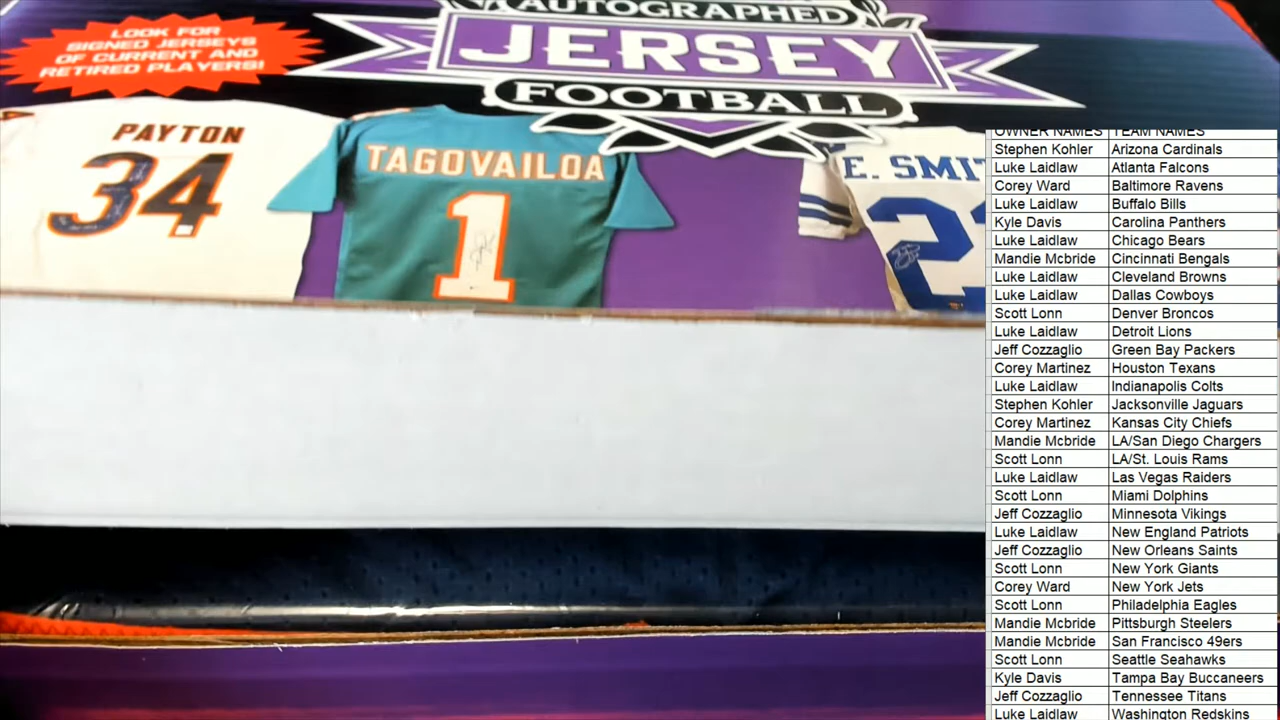 AUTOGRAPHED
JERSEY
FOOTBALL
LOOK FOR
SIGNED JERSEYS
OF CURRENT AND
RETIRED PLAYERS!
PAYTON
34
TAGOVAILOA
1
E. SMI
2
OWNER NAMES TEAM NAMES
Stephen Kohler Arizona Cardinals
Luke Laidlaw Atlanta Falcons
Corey Ward Baltimore Ravens
Luke Laidlaw Buffalo Bills
Kyle Davis Carolina Panthers
Luke Laidlaw Chicago Bears
Mandie Mcbride Cincinnati Bengals
Luke Laidlaw Cleveland Browns
Luke Laidlaw Dallas Cowboys
Scott Lonn Denver Broncos
Luke Laidlaw Detroit Lions
Jeff Cozzaglio Green Bay Packers
Corey Martinez Houston Texans
Luke Laidlaw Indianapolis Colts
Stephen Kohler Jacksonville Jaguars
Corey Martinez Kansas City Chiefs
Mandie Mcbride LA/San Diego Chargers
Scott Lonn LA/St. Louis Rams
Luke Laidlaw Las Vegas Raiders
Scott Lonn Miami Dolphins
Jeff Cozzaglio Minnesota Vikings
Luke Laidlaw New England Patriots
Jeff Cozzaglio New Orleans Saints
Scott Lonn New York Giants
Corey Ward New York Jets
Scott Lonn Philadelphia Eagles
Mandie Mcbride Pittsburgh Steelers
Mandie Mcbride San Francisco 49ers
Scott Lonn Seattle Seahawks
Kyle Davis Tampa Bay Buccaneers
Jeff Cozzaglio Tennessee Titans
Luke Laidlaw Washington Redskins